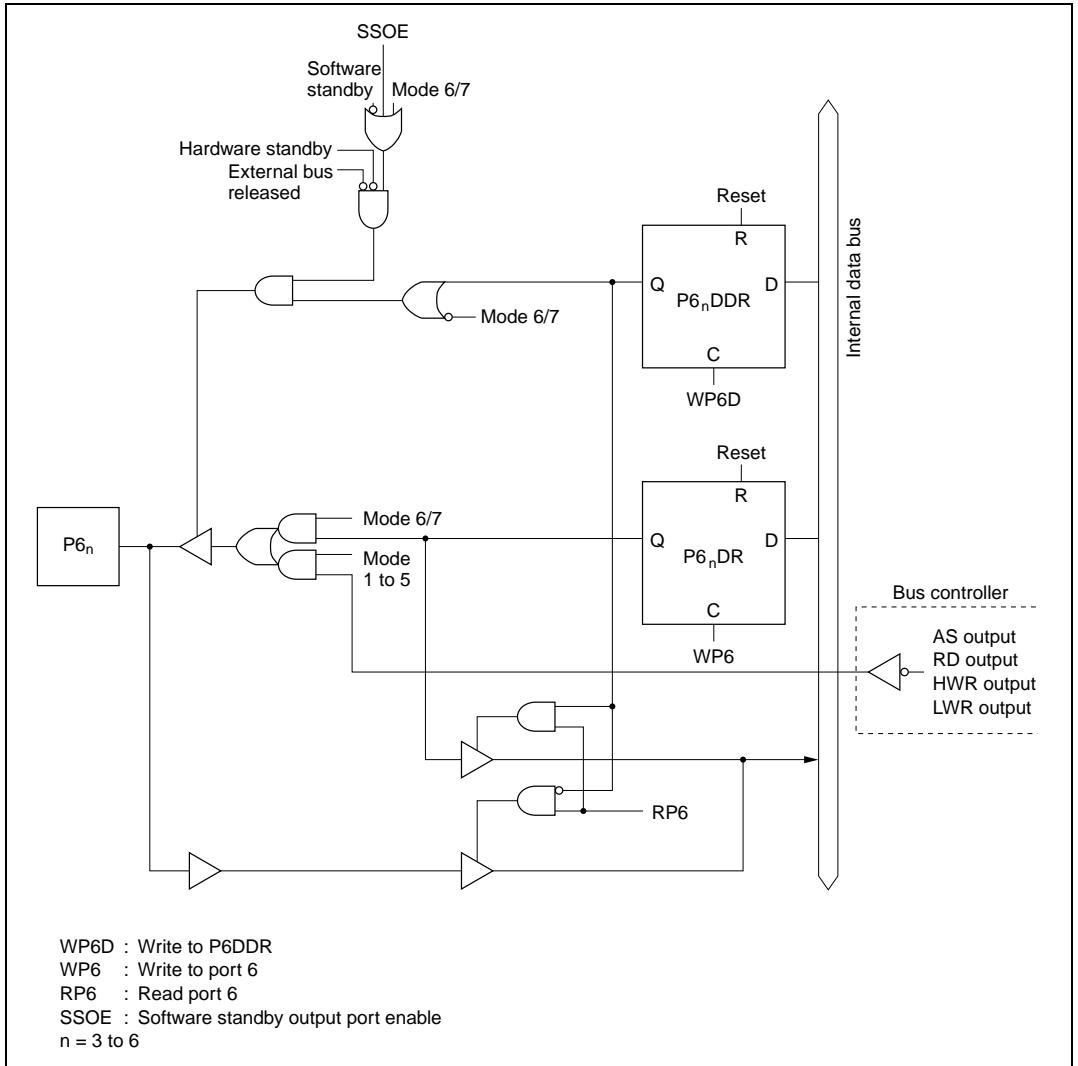 SSOE
Software
standby
Mode 6/7
Hardware standby
External bus
released
Reset
R
Q
P6nDDR
D
C
WP6D
Mode 6/7
Internal data bus
Reset
R
Q
P6nDR
D
C
WP6
P6n
Mode 6/7
Mode
1 to 5
Bus controller
AS output
RD output
HWR output
LWR output
RP6
WP6D : Write to P6DDR
WP6 : Write to port 6
RP6 : Read port 6
SSOE : Software standby output port enable
n = 3 to 6